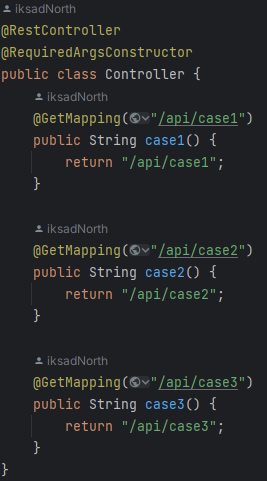 iksadNorth
@RestController
@RequiredArgsConstructor
public class Controller {
iksadNorth
@GetMapping("/api/case1")
public String case1() {
return "/api/case1";
}
iksadNorth
@GetMapping("/api/case2")
public String case2() {
return "/api/case2";
}
iksadNorth
@GetMapping("/api/case3")
public String case3() {
return "/api/case3";
}
}